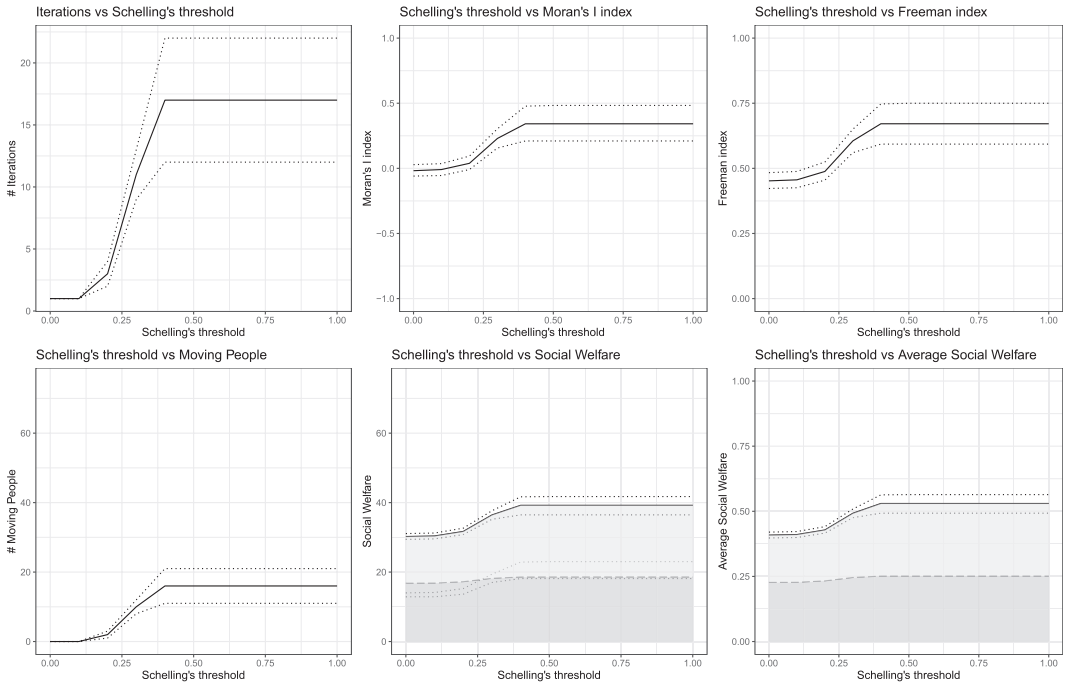 Iterations vs Schelling's threshold
# Iterations
20
15
10
5
0
0.00 0.25 0.50 0.75 1.00
Schelling's threshold
Schelling's threshold vs Moran's I index
Moran's I index
1.0
0.5
0.0
−0.5
−1.0
0.00 0.25 0.50 0.75 1.00
Schelling's threshold
Schelling's threshold vs Freeman index
Freeman index
1.00
0.75
0.50
0.25
0.00
0.00 0.25 0.50 0.75 1.00
Schelling's threshold
Schelling's threshold vs Moving People
# Moving People
60
40
20
0
0.00 0.25 0.50 0.75 1.00
Schelling's threshold
Schelling's threshold vs Social Welfare
Social Welfare
60
40
20
0
0.00 0.25 0.50 0.75 1.00
Schelling's threshold
Schelling's threshold vs Average Social Welfare
Average Social Welfare
1.00
0.75
0.50
0.25
0.00
0.00 0.25 0.50 0.75 1.00
Schelling's threshold